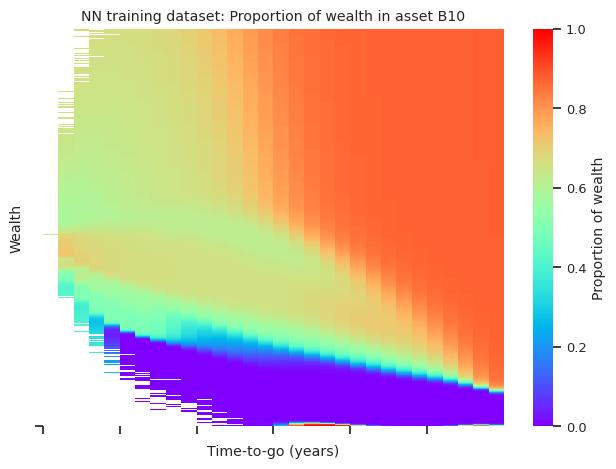 NN training dataset: Proportion of wealth in asset B10
Wealth
Time-to-go (years)
1.0
0.8
0.6
0.4
0.2
0.0
Proportion of wealth